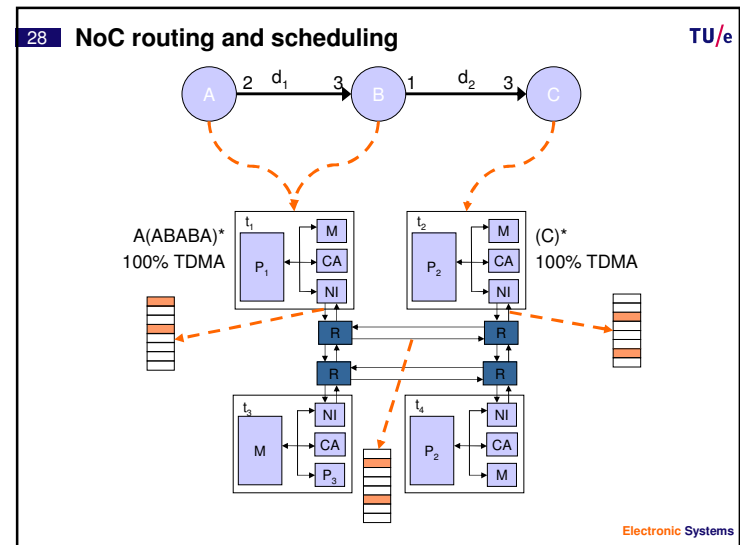 28 NoC routing and scheduling
TU/e
A 2 d1 3 B 1 d2 3 C
t1
M
P1
CA
NI
A(ABABA)*
100% TDMA
t2
M
P2
CA
NI
(C)*
100% TDMA
R
R
R
R
t3
NI
M
CA
P3
t4
NI
P2
CA
M
Electronic Systems